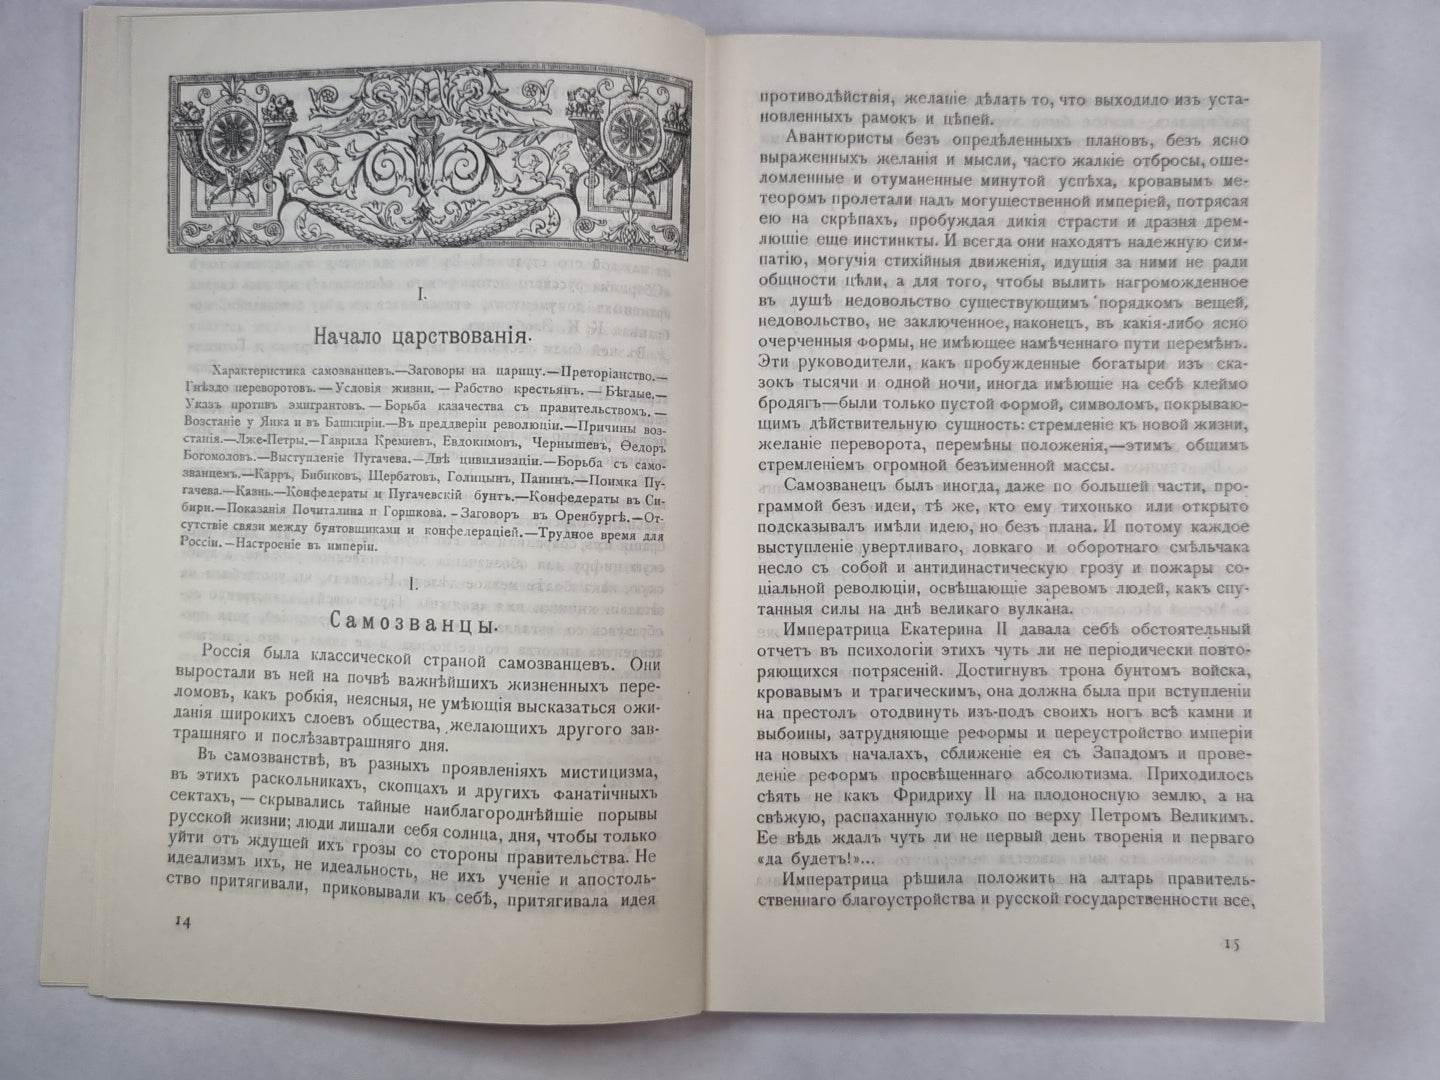 I.
Начало царствованія.
Характеристика самозванцевъ.—Заговоры на царицу.—Преторіанство.—
Гнѣздо переворотовъ.—Условія жизни.—Рабство крестьянъ.—Бѣглые.—
Указъ противъ эмигрантовъ.—Борьба казачества съ правительствомъ.—
Возстаніе у Яика и въ Башкиріи.—Въ преддверіи революціи.—Причины воз-
станія.—Лже-Петры.—Гаврила Кремневъ, Евдокимовъ, Чернышевъ, Ѳедоръ
Богомоловъ.—Выступленіе Пугачева.—Двѣ цивилизаціи.—Борьба съ само-
званцемъ.—Карръ, Бибиковъ, Щербатовъ, Голицынъ, Панинъ.—Поимка Пу-
гачева.—Казнь.—Конфедераты и Пугачевскій бунтъ.—Конфедераты въ Си-
бири.—Показанія Почиталина и Горшкова.—Заговоръ въ Оренбургѣ.—От-
сутствіе связи между бунтовщиками и конфедераціей.—Трудное время для
Россіи.—Настроеніе въ имперіи.
I.
Самозванцы.
Россія была классической страной самозванцевъ. Они
выростали въ ней на почвѣ важнѣйшихъ жизненныхъ пере-
ломовъ, какъ робкія, неясныя, не умѣющія высказаться ожи-
данія широкихъ слоевъ общества, желающихъ другого зав-
трашняго и послѣзавтрашняго дня.
Въ самозванствѣ, въ разныхъ проявленіяхъ мистицизма,
въ этихъ раскольникахъ, скопцахъ и другихъ фанатичныхъ
сектахъ, — скрывались тайные наиблагороднѣйшіе порывы
русской жизни; люди лишали себя солнца, дня, чтобы только
уйти отъ ждущей ихъ грозы со стороны правительства. Не
идеализмъ ихъ, не идеальность, не ихъ ученіе и апостоль-
ство притягивали, приковывали къ себѣ, притягивала идея
14
противодѣйствія, желаніе дѣлать то, что выходило изъ уста-
новленныхъ рамокъ и цѣпей.
Авантюристы безъ опредѣленныхъ плановъ, безъ ясно
выраженныхъ желанія и мысли, часто жалкіе отбросы, оше-
ломленные и отуманенные минутой успѣха, кровавымъ ме-
теоромъ пролетали надъ могущественной имперіей, потрясая
ею на скрѣпахъ, пробуждая дикія страсти и дразня дрем-
лющіе еще инстинкты. И всегда они находятъ надежную сим-
патію, могучія стихійныя движенія, идущія за ними не ради
общности цѣли, а для того, чтобы вылить нагроможденное
въ душѣ недовольство существующимъ порядкомъ вещей,
недовольство, не заключенное, наконецъ, въ какія-либо ясно
очерченныя формы, не имѣющее намѣченнаго пути перемѣнъ.
Эти руководители, какъ пробужденные богатыри изъ ска-
зокъ тысячи и одной ночи, иногда имѣющіе на себѣ клеймо
бродягъ—были только пустой формой, символомъ, покрываю-
щимъ дѣйствительную сущность: стремленіе къ новой жизни,
желаніе переворота, перемѣны положенія,—этимъ общимъ
стремленіемъ огромной безъименной массы.
Самозванецъ былъ иногда, даже по большей части, про-
граммой безъ идеи, тѣ же, кто ему тихонько или открыто
подсказывалъ имѣли идею, но безъ плана. И потому каждое
выступленіе увертливаго, ловкаго и оборотнаго смѣльчака
несло съ собой и антидинастическую грозу и пожары со-
ціальной революціи, освѣщающіе заревомъ людей, какъ спу-
танныя силы на днѣ великаго вулкана.
Императрица Екатерина II давала себѣ обстоятельный
отчетъ въ психологіи этихъ чуть ли не періодически повто-
ряющихся потрясеній. Достигнувъ трона бунтомъ войска,
кровавымъ и трагическимъ, она должна была при вступленіи
на престолъ отодвинуть изъ-подъ своихъ ногъ всѣ камни и
выбоины, затрудняющіе реформы и переустройство имперіи
на новыхъ началахъ, сближеніе ея съ Западомъ и прове-
деніе реформъ просвѣщеннаго абсолютизма. Приходилось
сѣять не какъ Фридриху II на плодоносную землю, а на
свѣжую, распаханную только по верху Петромъ Великимъ.
Ее вѣдь ждалъ чуть ли не первый день творенія и перваго
«да будетъ!»...
Императрица рѣшила положить на алтарь правитель-
ственнаго благоустройства и русской государственности все,
15